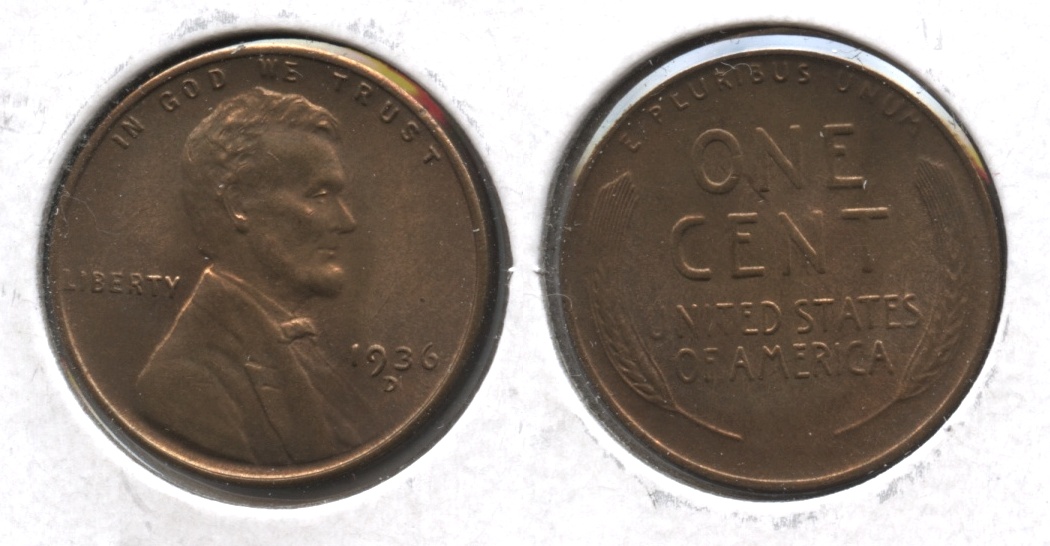 IN GOD WE TRUST
LIBERTY
1936
D
E PLURIBUS UNUM
ONE
CENT
UNITED STATES
OF AMERICA